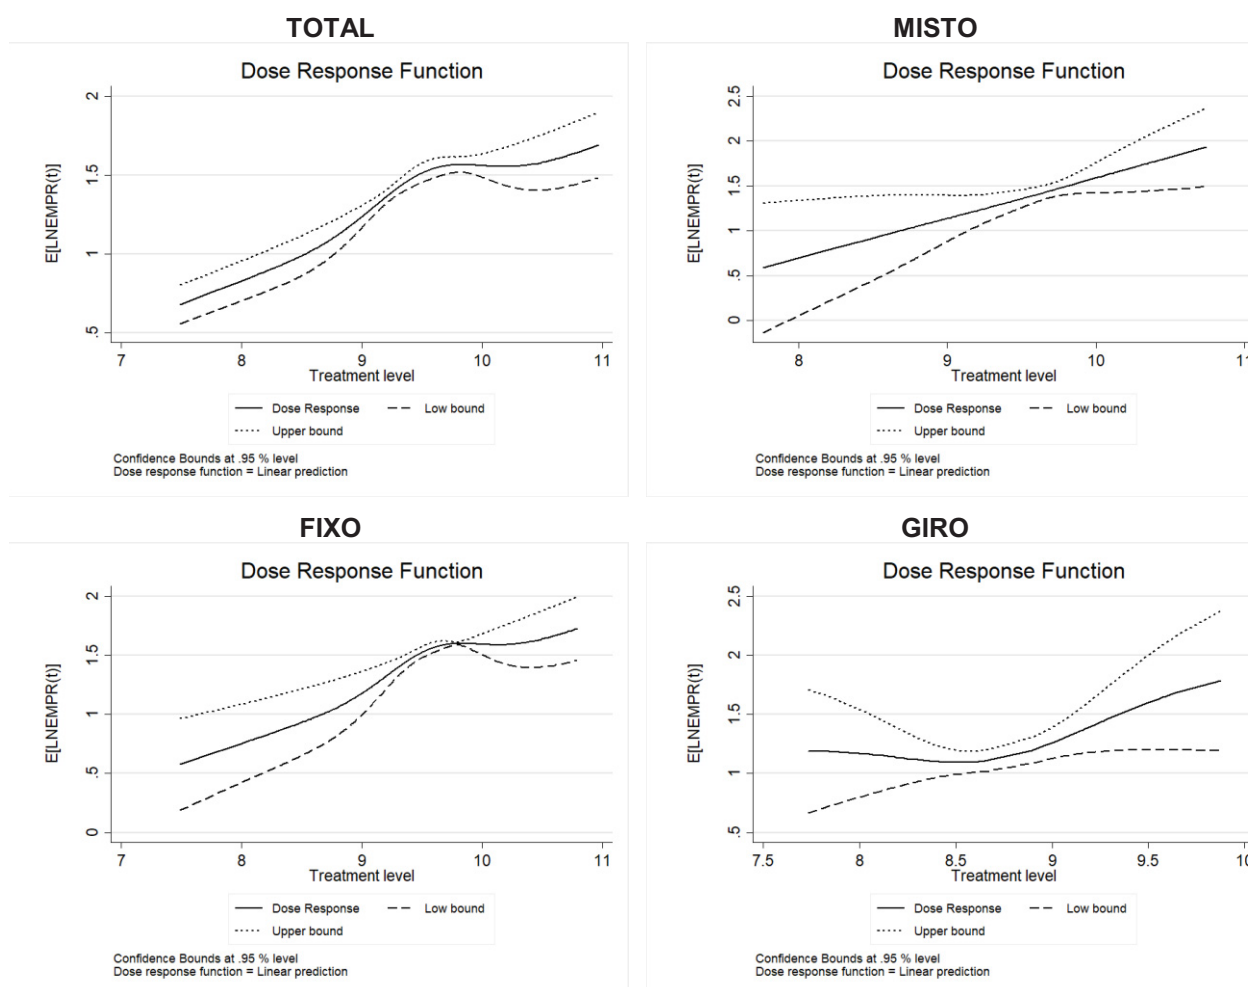 TOTAL
Dose Response Function
E[LNEMPR(t)]
2
1.5
1
.5
7 8 9 10 11
Treatment level
Dose Response Low bound
Upper bound
Confidence Bounds at .95 % level
Dose response function = Linear prediction
MISTO
Dose Response Function
E[LNEMPR(t)]
2.5
2
1.5
1
.5
0
8 9 10 11
Treatment level
Dose Response Low bound
Upper bound
Confidence Bounds at .95 % level
Dose response function = Linear prediction
FIXO
Dose Response Function
E[LNEMPR(t)]
2
1.5
1
.5
0
7 8 9 10 11
Treatment level
Dose Response Low bound
Upper bound
Confidence Bounds at .95 % level
Dose response function = Linear prediction
GIRO
Dose Response Function
E[LNEMPR(t)]
2.5
2
1.5
1
.5
7.5 8 8.5 9 9.5 10
Treatment level
Dose Response Low bound
Upper bound
Confidence Bounds at .95 % level
Dose response function = Linear prediction